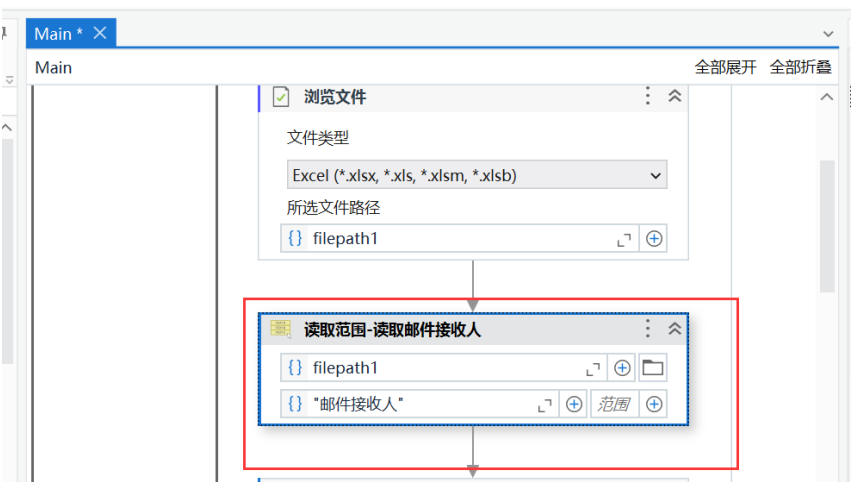 Main *
Main
全部展开 全部折叠
浏览文件
文件类型
Excel (*.xlsx, *.xls, *.xlsm, *.xlsb)
所选文件路径
{} filepath1
读取范围-读取邮件接收人
{} filepath1
{} "邮件接收人" 范围